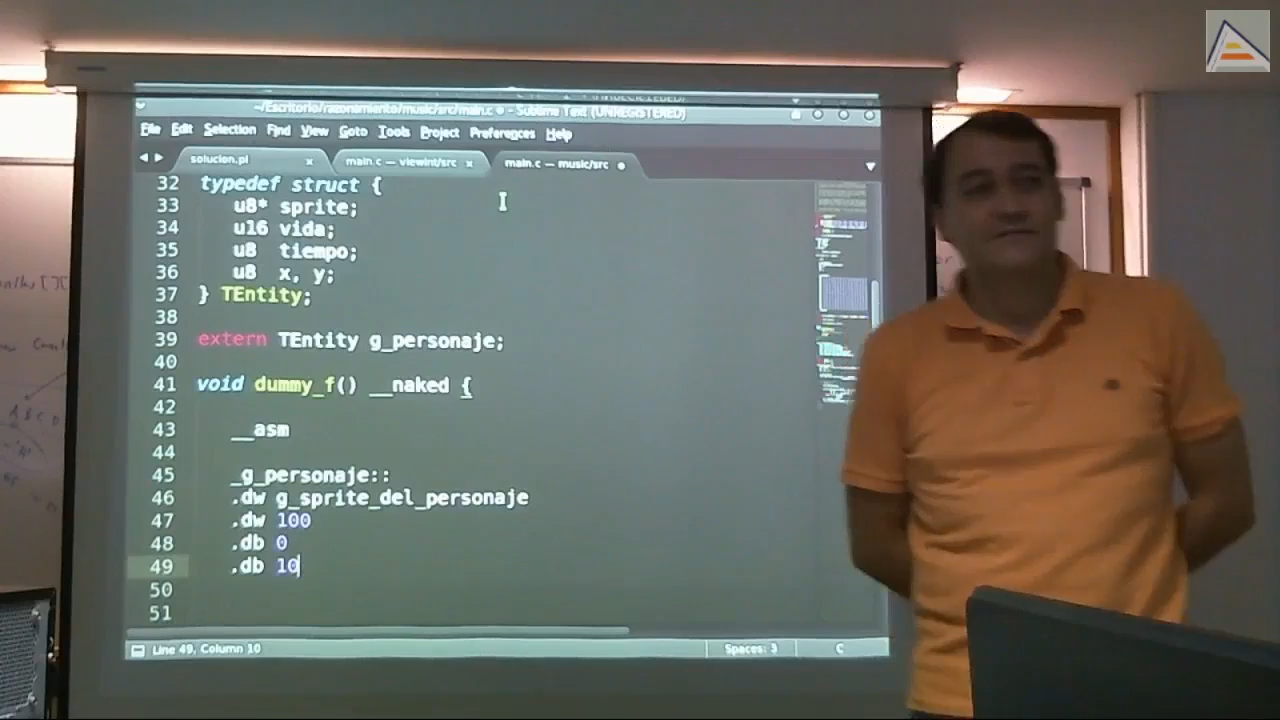 ~/Escritorio/razonamiento/music/src/main.c • - Sublime Text (UNREGISTERED)
File Edit Selection Find View Goto Tools Project Preferences Help
solucion.pl x main.c — viewint/src x main.c — music/src •
32 typedef struct {
33 u8* sprite;
34 u16 vida;
35 u8 tiempo;
36 u8 x, y;
37 } TEntity;
38
39 extern TEntity g_personaje;
40
41 void dummy_f() __naked {
42
43 __asm
44
45 _g_personaje::
46 .dw g_sprite_del_personaje
47 .dw 100
48 .db 0
49 .db 10
50
51
Line 49, Column 10 Spaces: 3 C